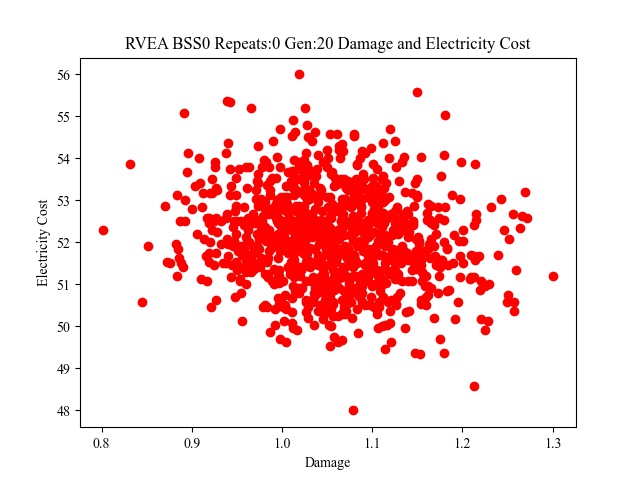 RVEA BSS0 Repeats:0 Gen:20 Damage and Electricity Cost
56
55
54
53
52
51
50
49
48
Electricity Cost
0.8 0.9 1.0 1.1 1.2 1.3
Damage